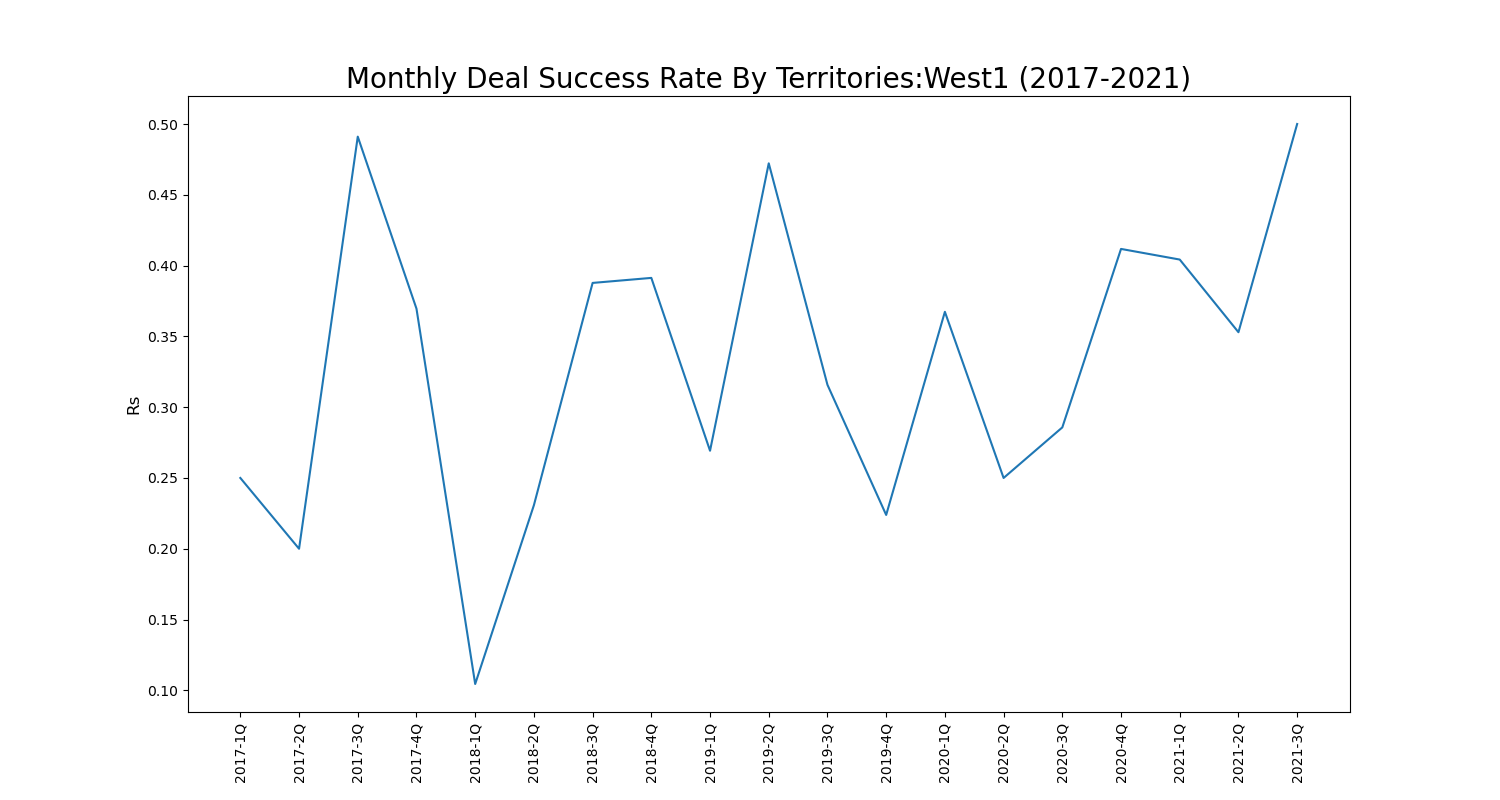 Monthly Deal Success Rate By Territories:West1 (2017-2021)
Rs
0.50
0.45
0.40
0.35
0.30
0.25
0.20
0.15
0.10
2017-1Q
2017-2Q
2017-3Q
2017-4Q
2018-1Q
2018-2Q
2018-3Q
2018-4Q
2019-1Q
2019-2Q
2019-3Q
2019-4Q
2020-1Q
2020-2Q
2020-3Q
2020-4Q
2021-1Q
2021-2Q
2021-3Q